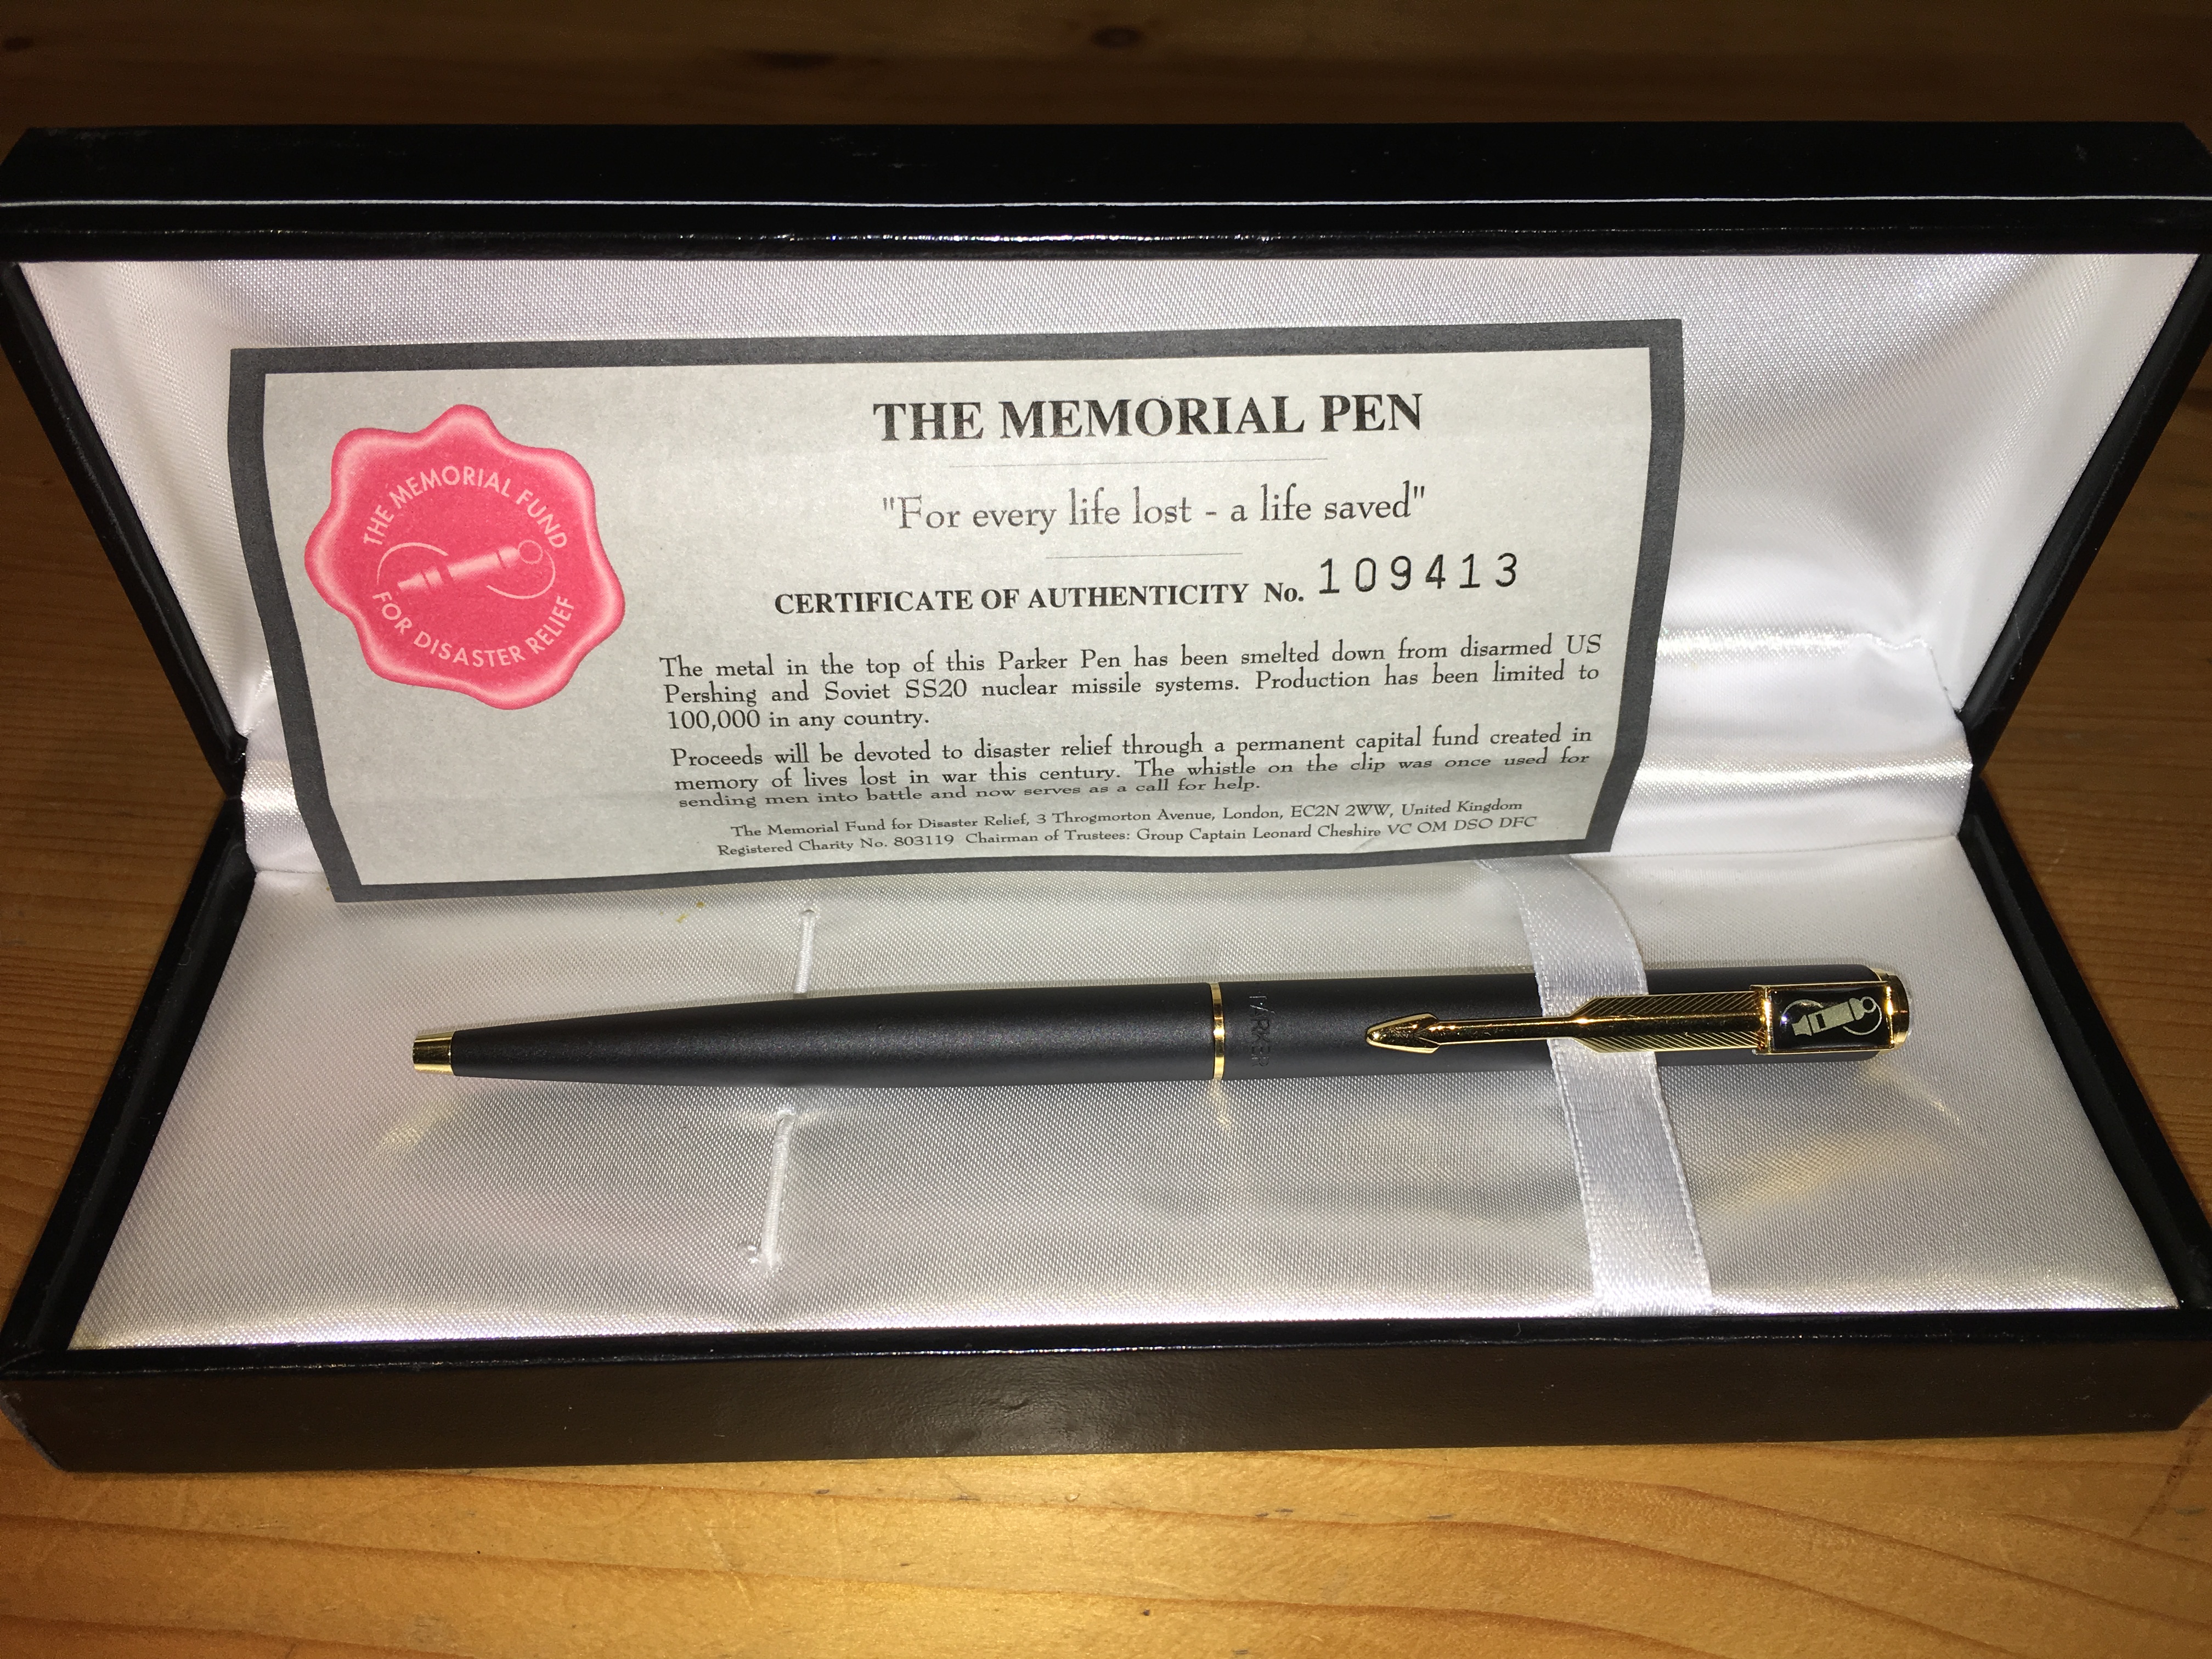 THE MEMORIAL FUND
FOR DISASTER RELIEF
THE MEMORIAL PEN
"For every life lost - a life saved"
CERTIFICATE OF AUTHENTICITY No. 109413
The metal in the top of this Parker Pen has been smelted down from disarmed US
Pershing and Soviet SS20 nuclear missile systems. Production has been limited to
100,000 in any country.
Proceeds will be devoted to disaster relief through a permanent capital fund created in
memory of lives lost in war this century. The whistle on the clip was once used for
sending men into battle and now serves as a call for help.
The Memorial Fund for Disaster Relief, 3 Throgmorton Avenue, London, EC2N 2WW, United Kingdom
Registered Charity No. 803119 Chairman of Trustees: Group Captain Leonard Cheshire VC OM DSO DFC
PARKER